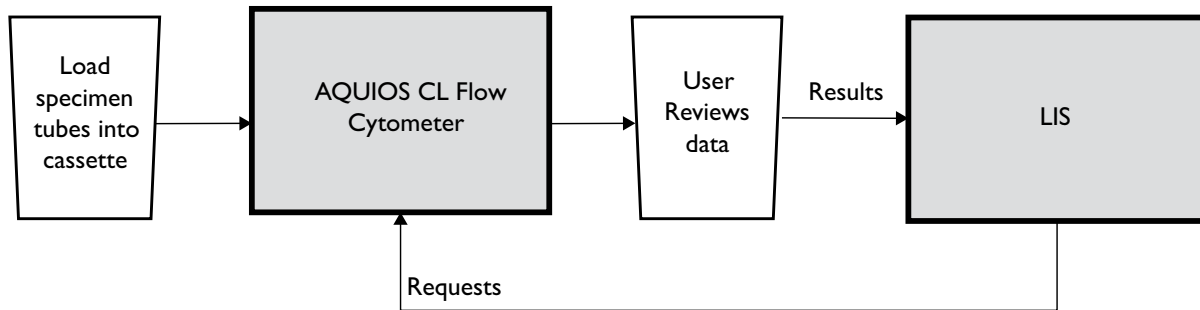 Load
specimen
tubes into
cassette
AQUIOS CL Flow
Cytometer
User
Reviews
data
Results
LIS
Requests